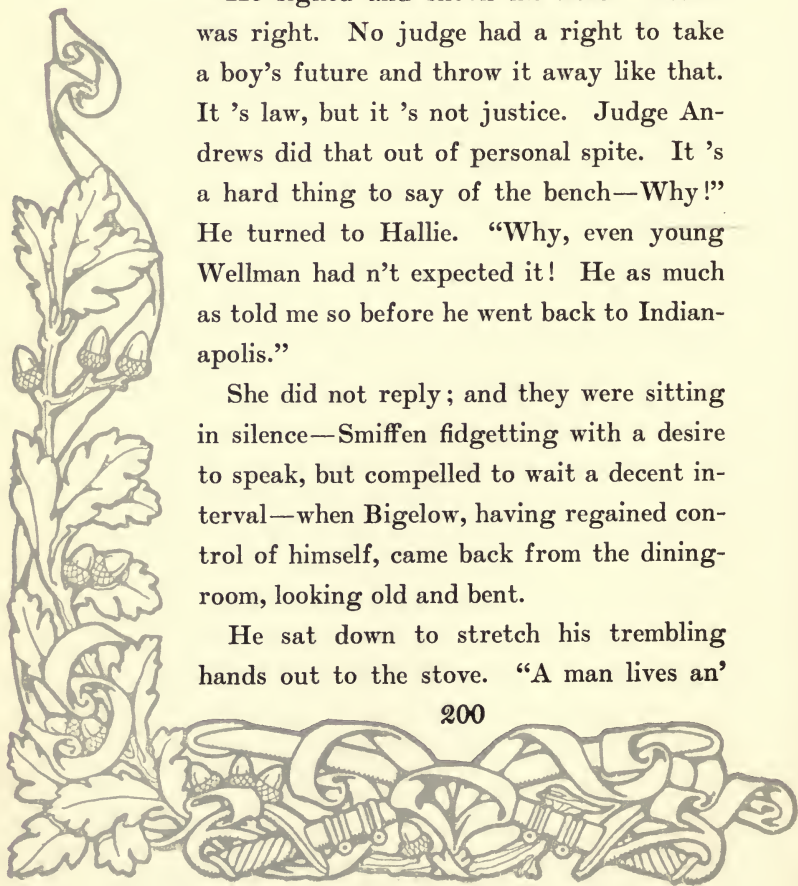 was right. No judge had a right to take
a boy's future and throw it away like that.
It 's law, but it 's not justice. Judge An-
drews did that out of personal spite. It 's
a hard thing to say of the bench—Why!”
He turned to Hallie. “Why, even young
Wellman had n't expected it! He as much
as told me so before he went back to Indian-
apolis.”
She did not reply; and they were sitting
in silence—Smiffen fidgetting with a desire
to speak, but compelled to wait a decent in-
terval—when Bigelow, having regained con-
trol of himself, came back from the dining-
room, looking old and bent.
He sat down to stretch his trembling
hands out to the stove. “A man lives an’
200